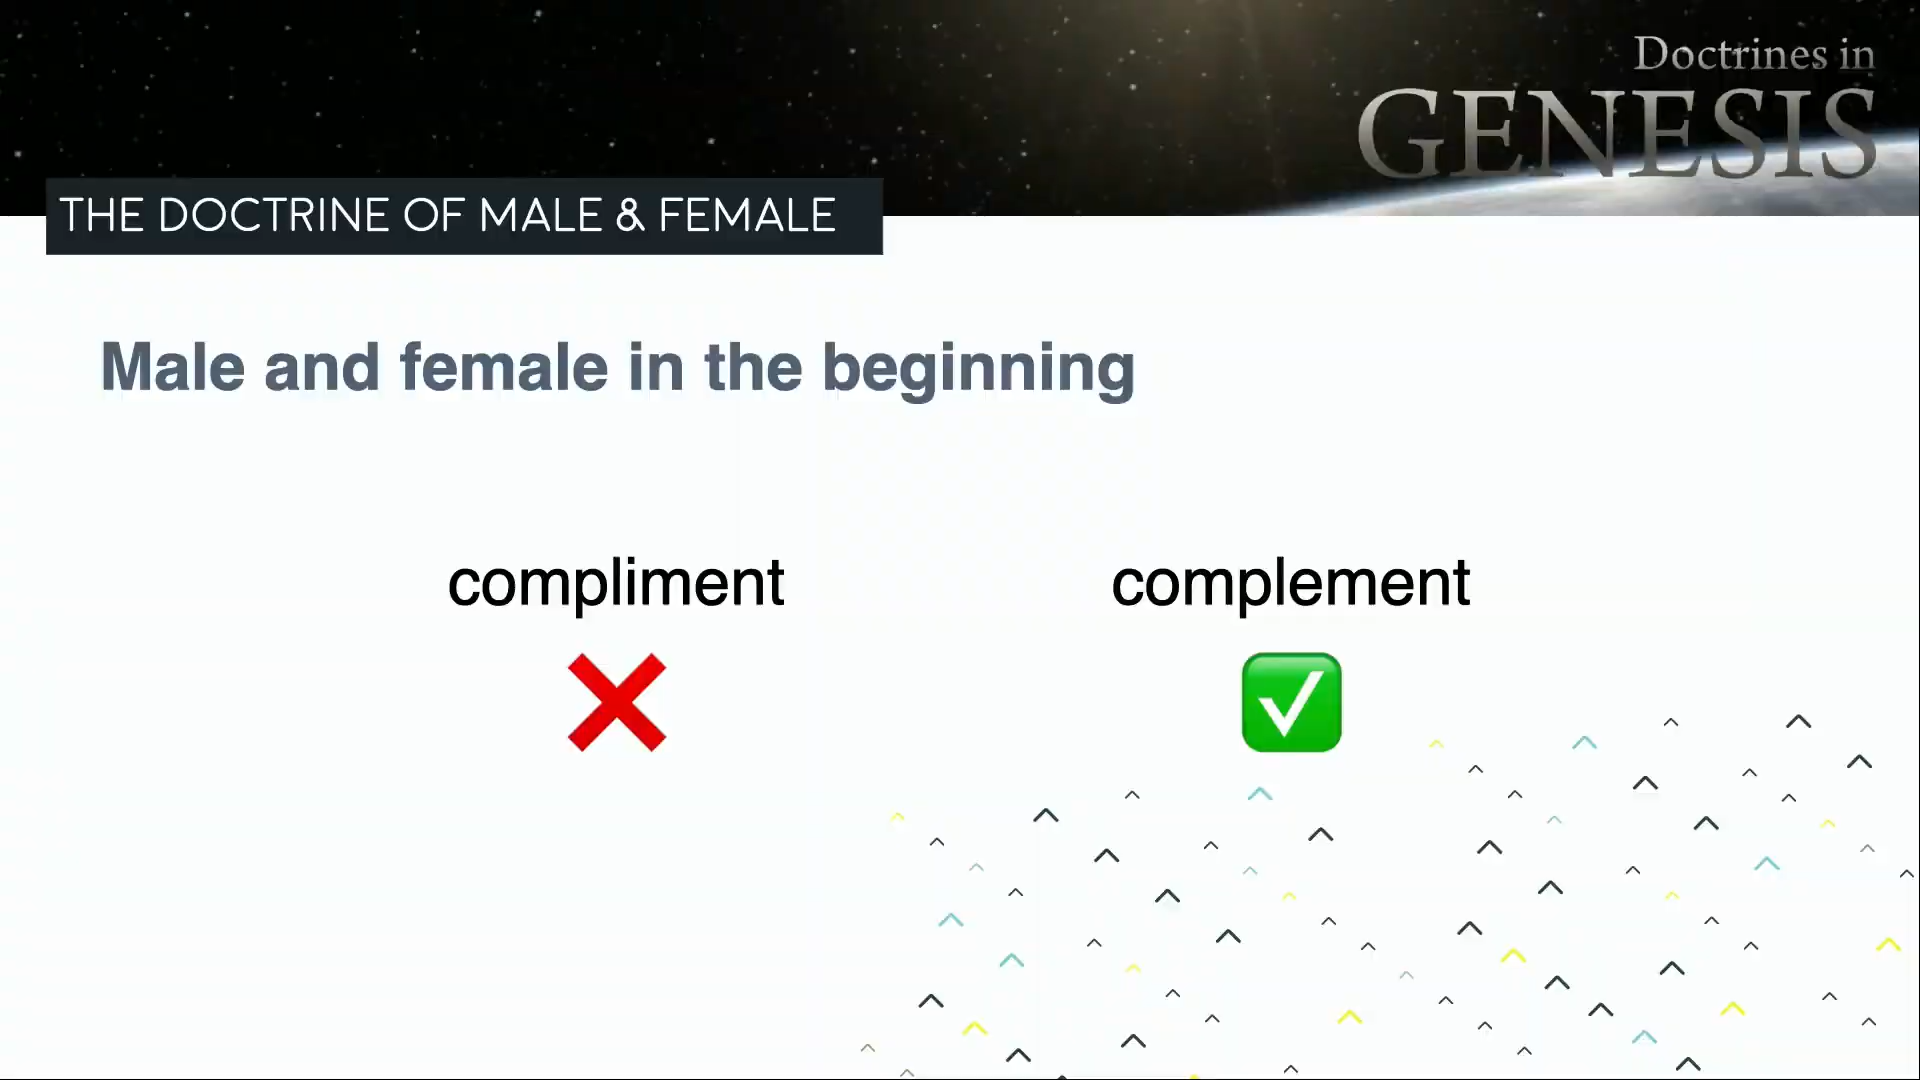 Doctrines in
GENESIS
THE DOCTRINE OF MALE & FEMALE
Male and female in the beginning
compliment complement